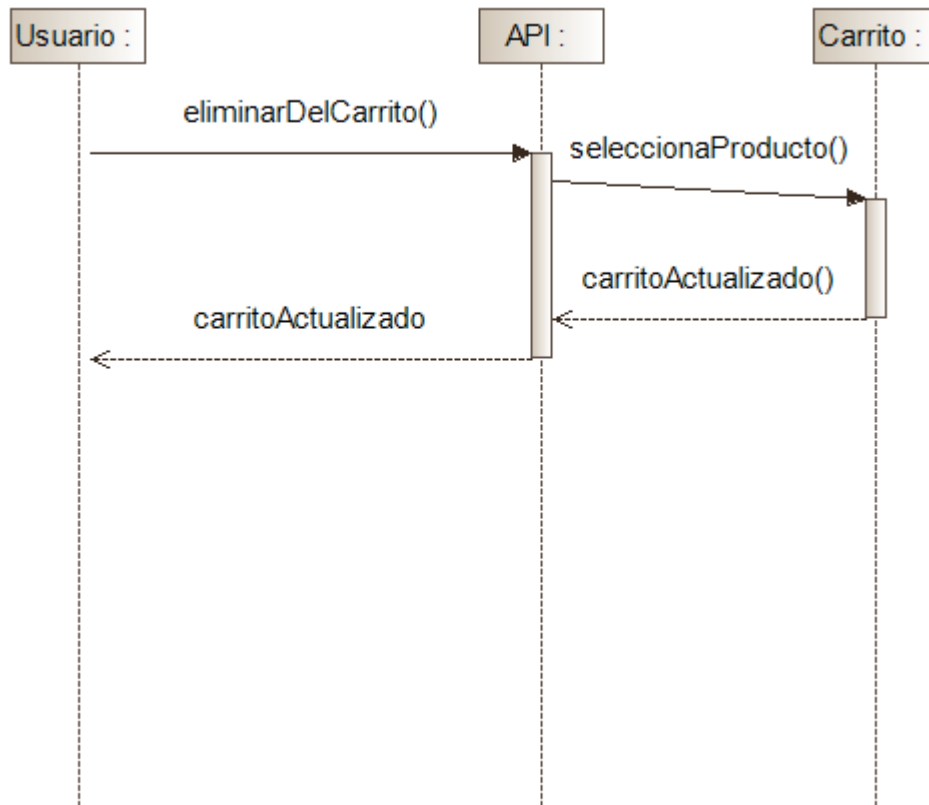 Usuario :
API :
Carrito :
eliminarDelCarrito()
seleccionaProducto()
carritoActualizado()
carritoActualizado